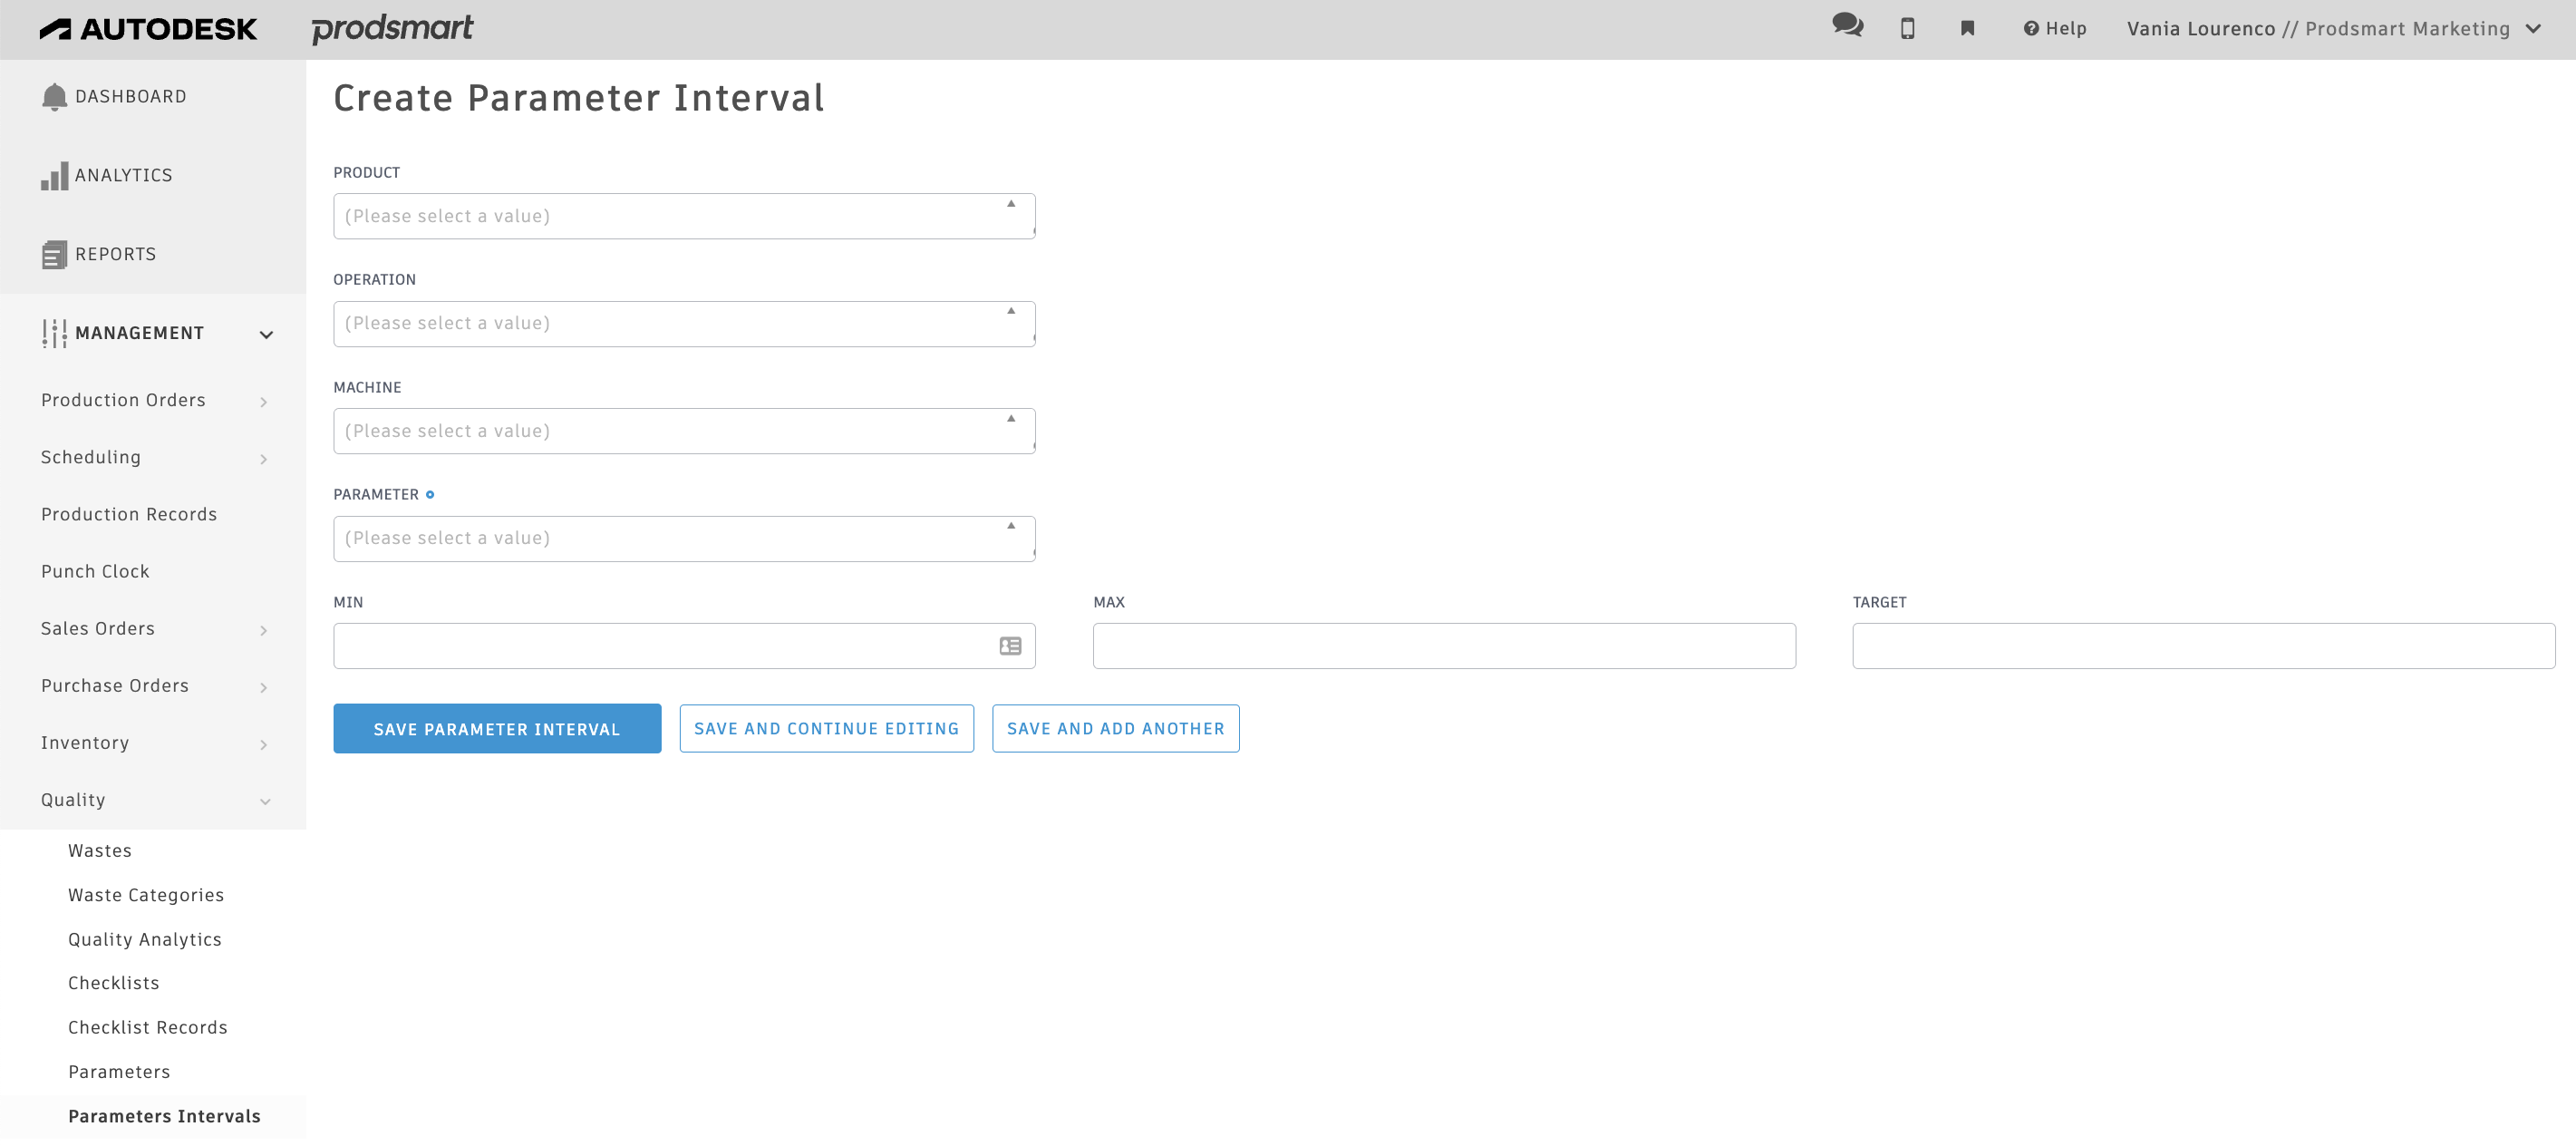 AUTODESK
prodsmart
Help
Vania Lourenco // Prodsmart Marketing
DASHBOARD
ANALYTICS
REPORTS
MANAGEMENT
Production Orders
Scheduling
Production Records
Punch Clock
Sales Orders
Purchase Orders
Inventory
Quality
Wastes
Waste Categories
Quality Analytics
Checklists
Checklist Records
Parameters
Parameters Intervals
Create Parameter Interval
PRODUCT
(Please select a value)
OPERATION
(Please select a value)
MACHINE
(Please select a value)
PARAMETER
(Please select a value)
MIN
MAX
TARGET
SAVE PARAMETER INTERVAL
SAVE AND CONTINUE EDITING
SAVE AND ADD ANOTHER